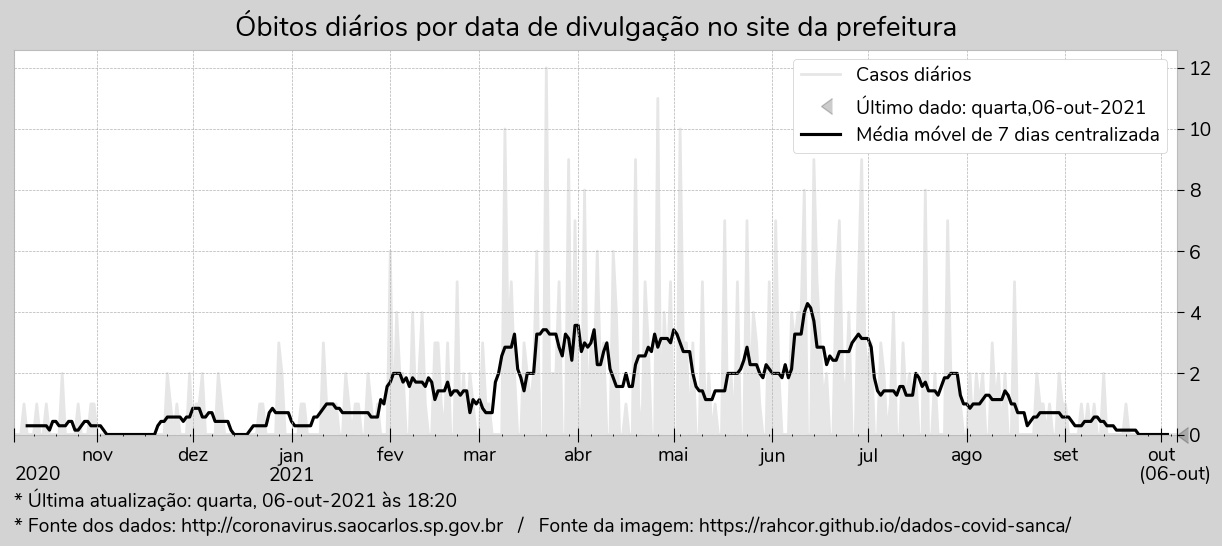 Óbitos diários por data de divulgação no site da prefeitura
Casos diários
Último dado: quarta,06-out-2021
Média móvel de 7 dias centralizada
12
10
8
6
4
2
0
nov dez jan fev mar abr mai jun jul ago set out
2020 2021 (06-out)
* Última atualização: quarta, 06-out-2021 às 18:20
* Fonte dos dados: http://coronavirus.saocarlos.sp.gov.br / Fonte da imagem: https://rahcor.github.io/dados-covid-sanca/